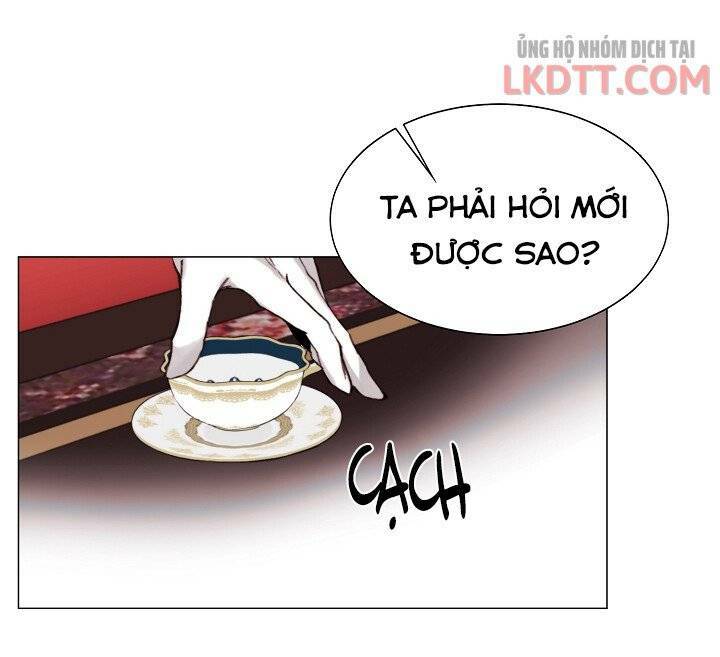 ỦNG HỘ NHÓM DỊCH TẠI
LKDTT.COM
TA PHẢI HỎI MỚI
ĐƯỢC SAO?
CẠCH